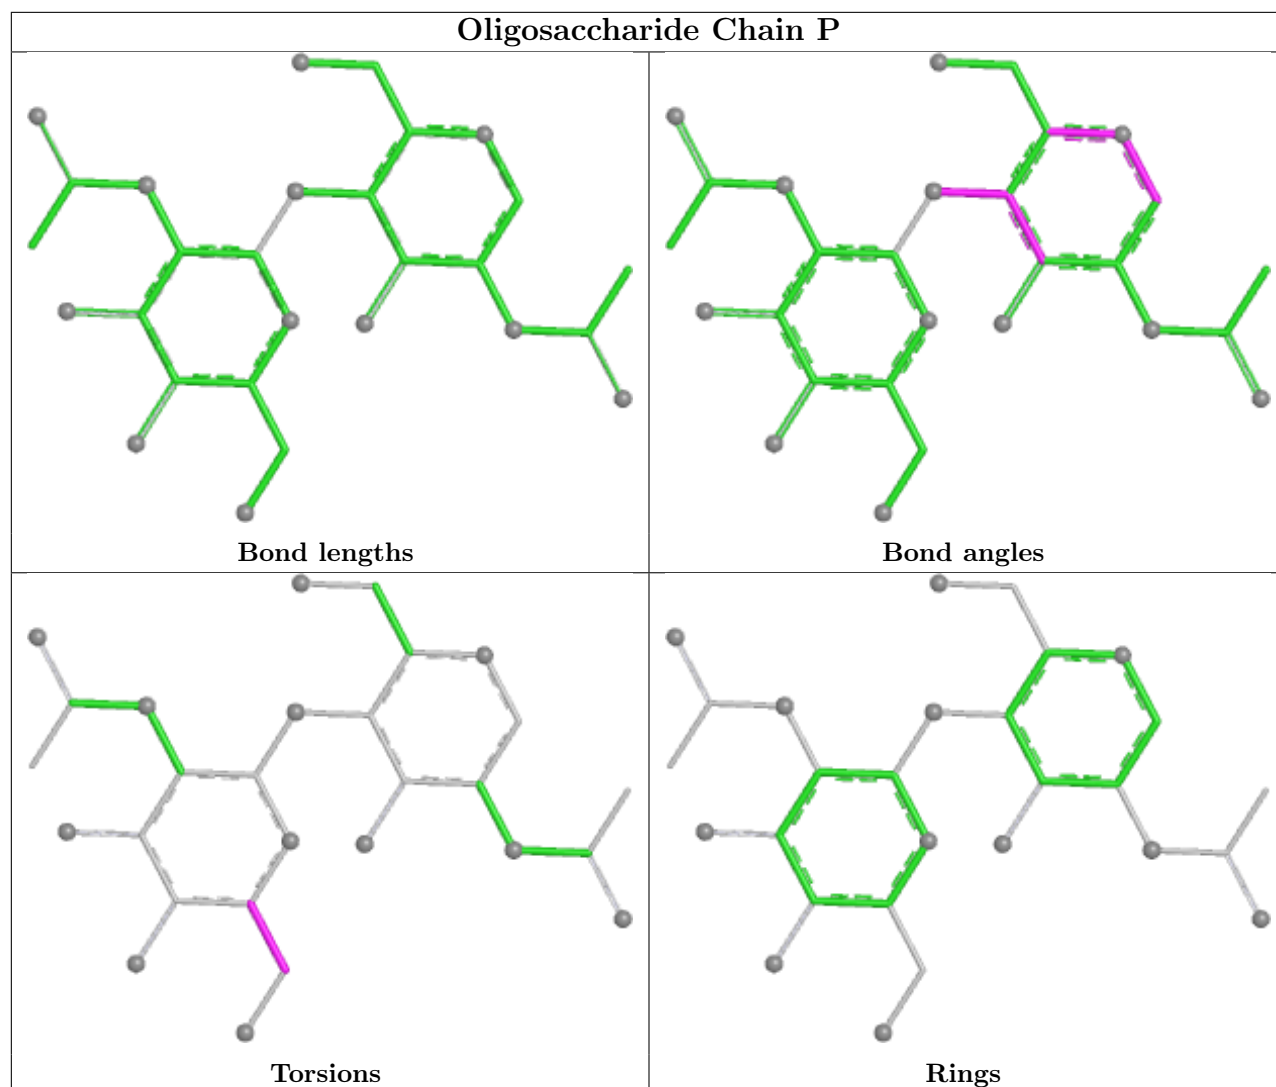 Oligosaccharide Chain P
Bond lengths
Bond angles
Torsions
Rings